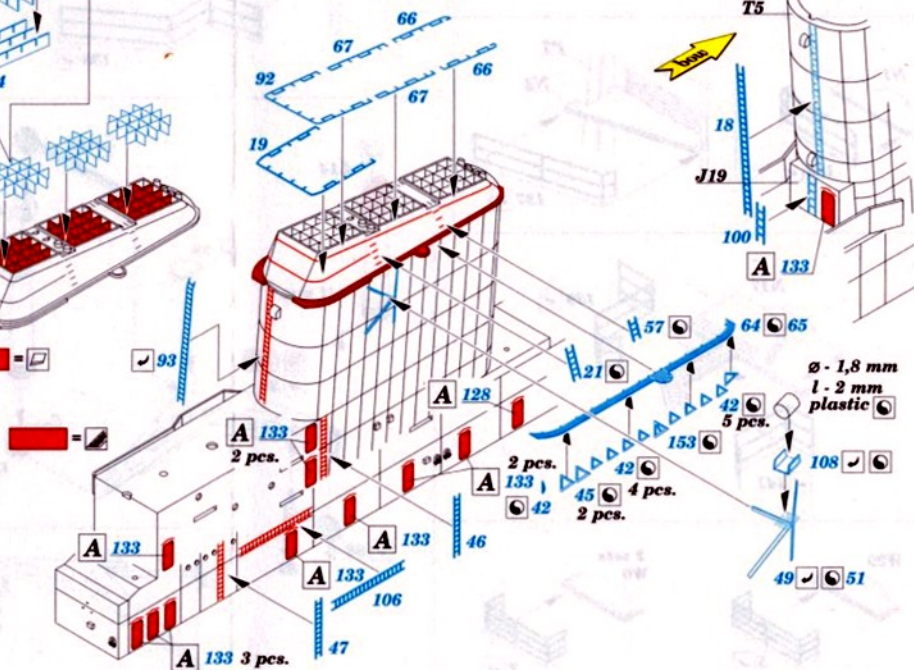 66
67
92
66
67
19
T5
bow
18
J19
100
A 133
4
93
=
=
57
21
64 65
ø - 1,8 mm
l - 2 mm
plastic
42
5 pcs.
153
108
A 128
A 133
2 pcs.
A 133
2 pcs.
42
45
2 pcs.
42
4 pcs.
46
49 51
A 133
A 133
A 133
106
47
A 133 3 pcs.